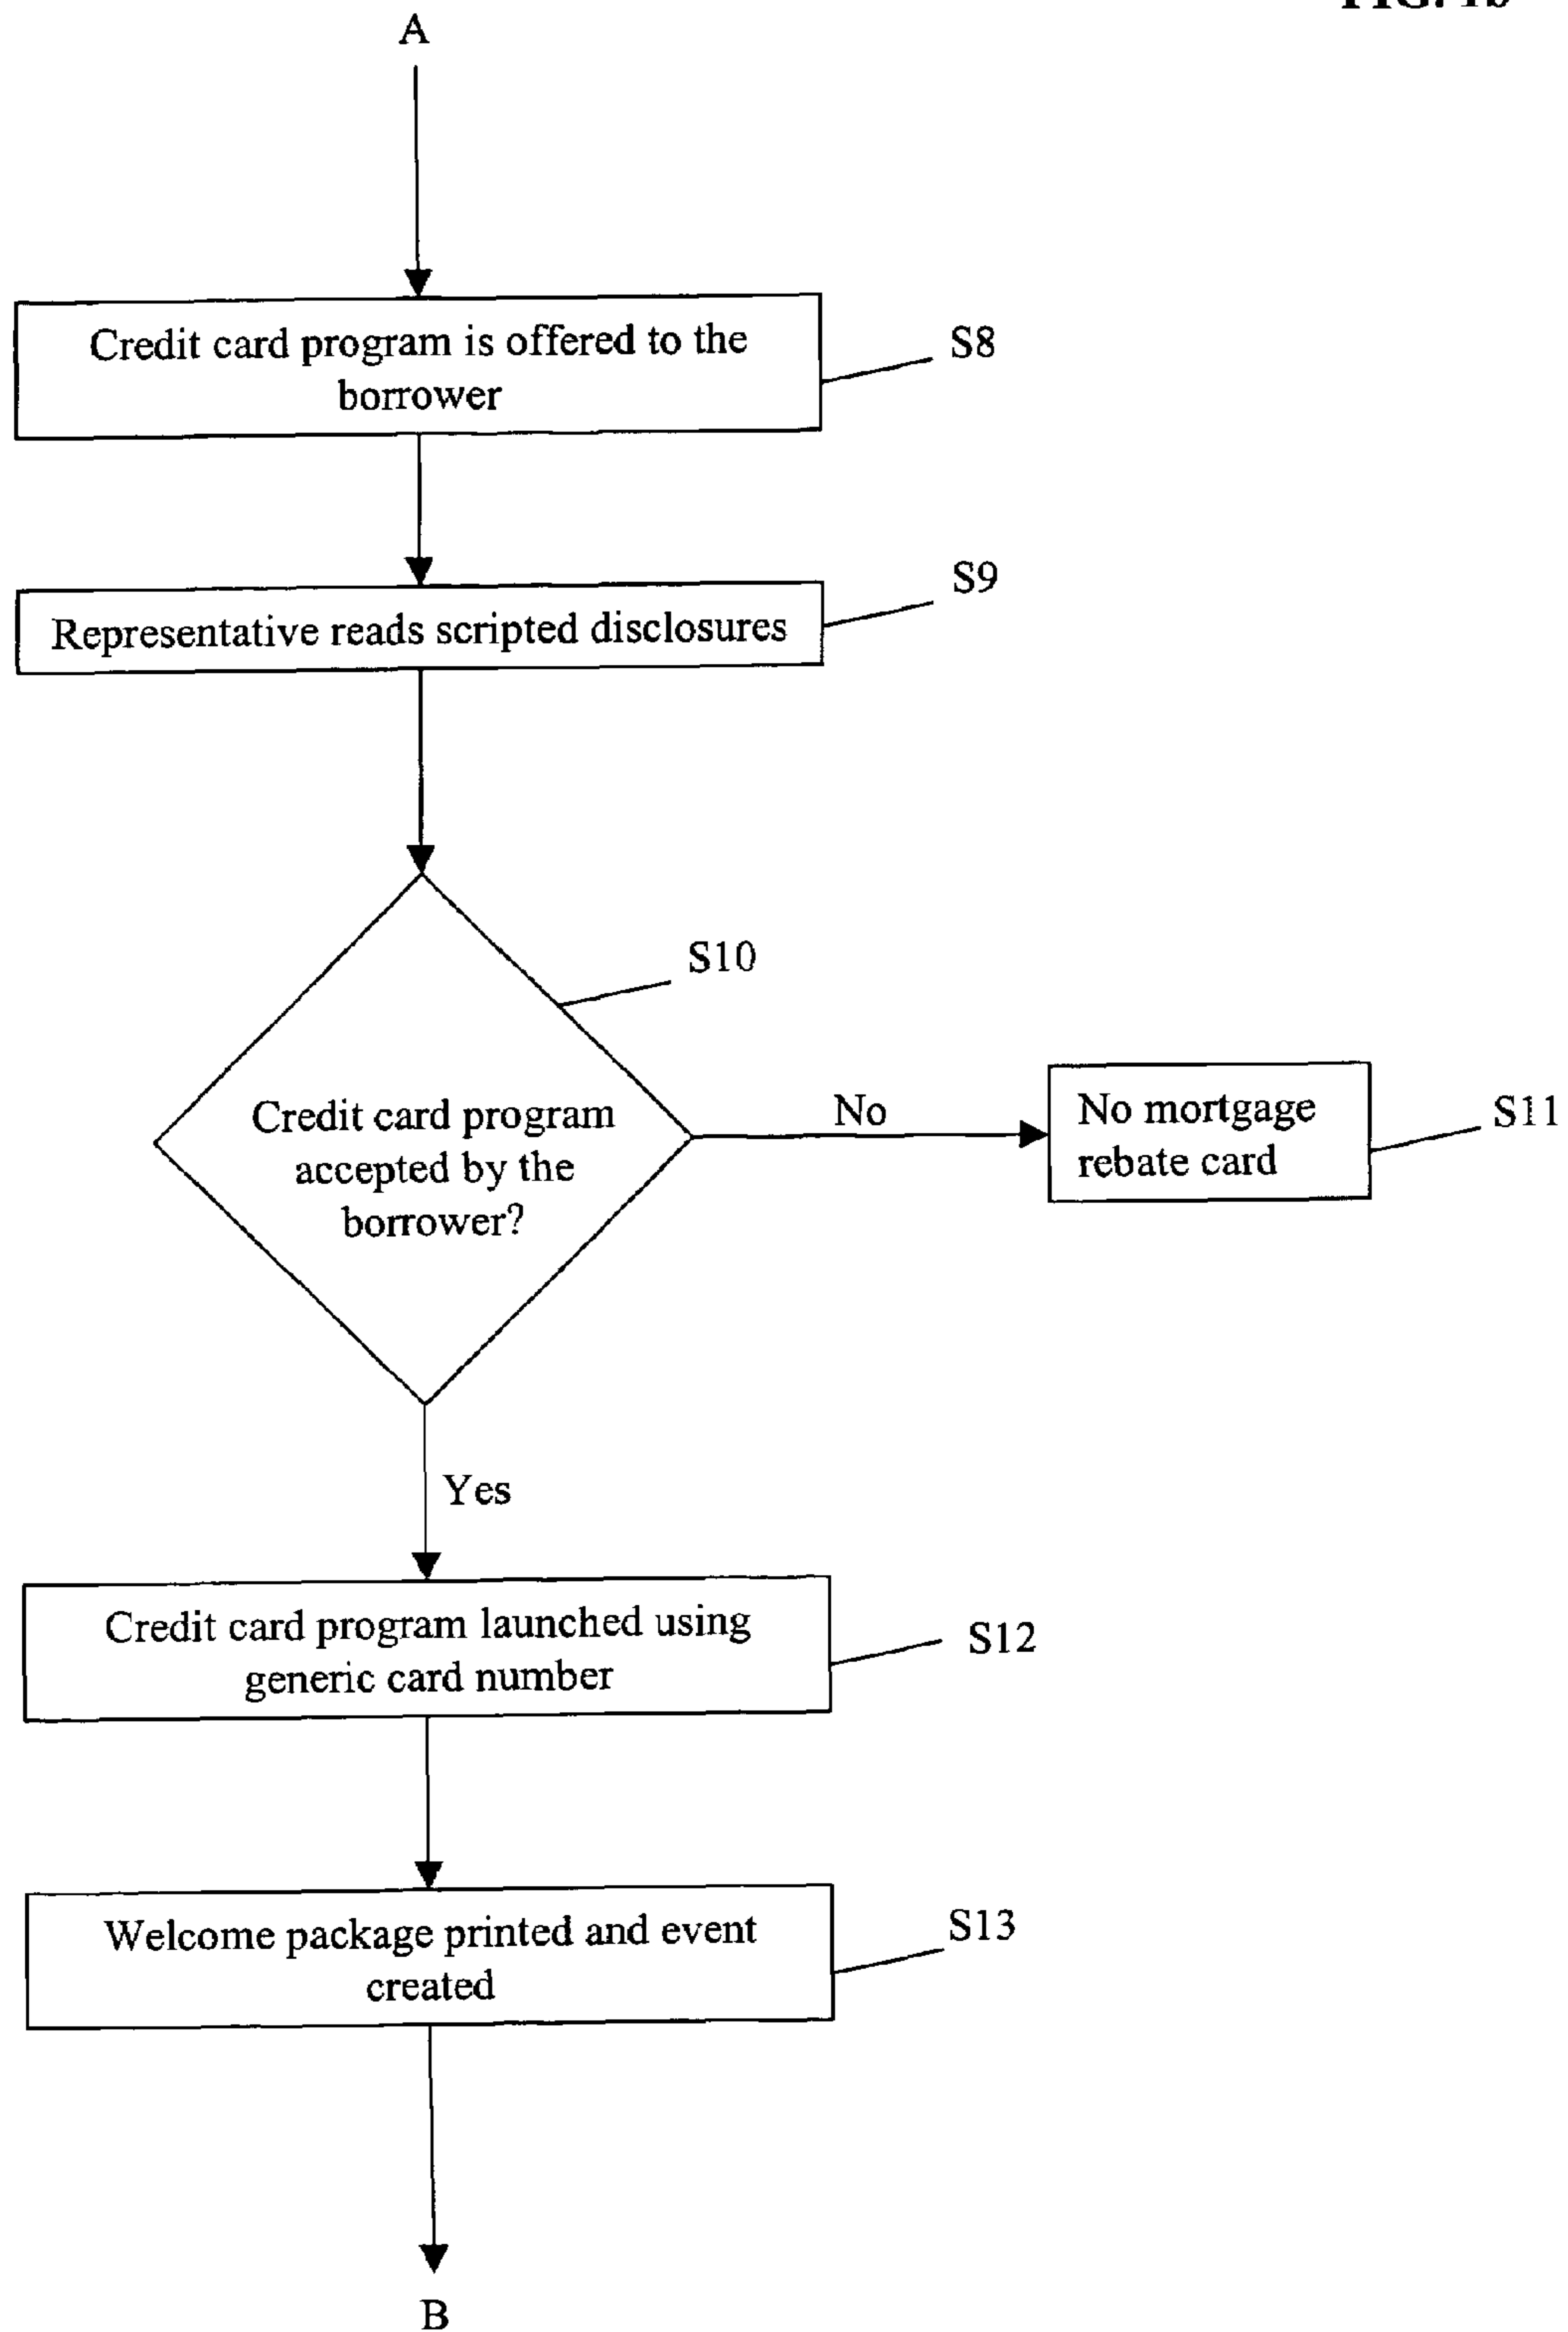 FIG. 1b
A
Credit card program is offered to the
borrower
S8
S9
Representative reads scripted disclosures
S10
Credit card program
accepted by the
borrower?
No
No mortgage
rebate card
S11
Yes
Credit card program launched using
generic card number
S12
Welcome package printed and event
created
S13
B